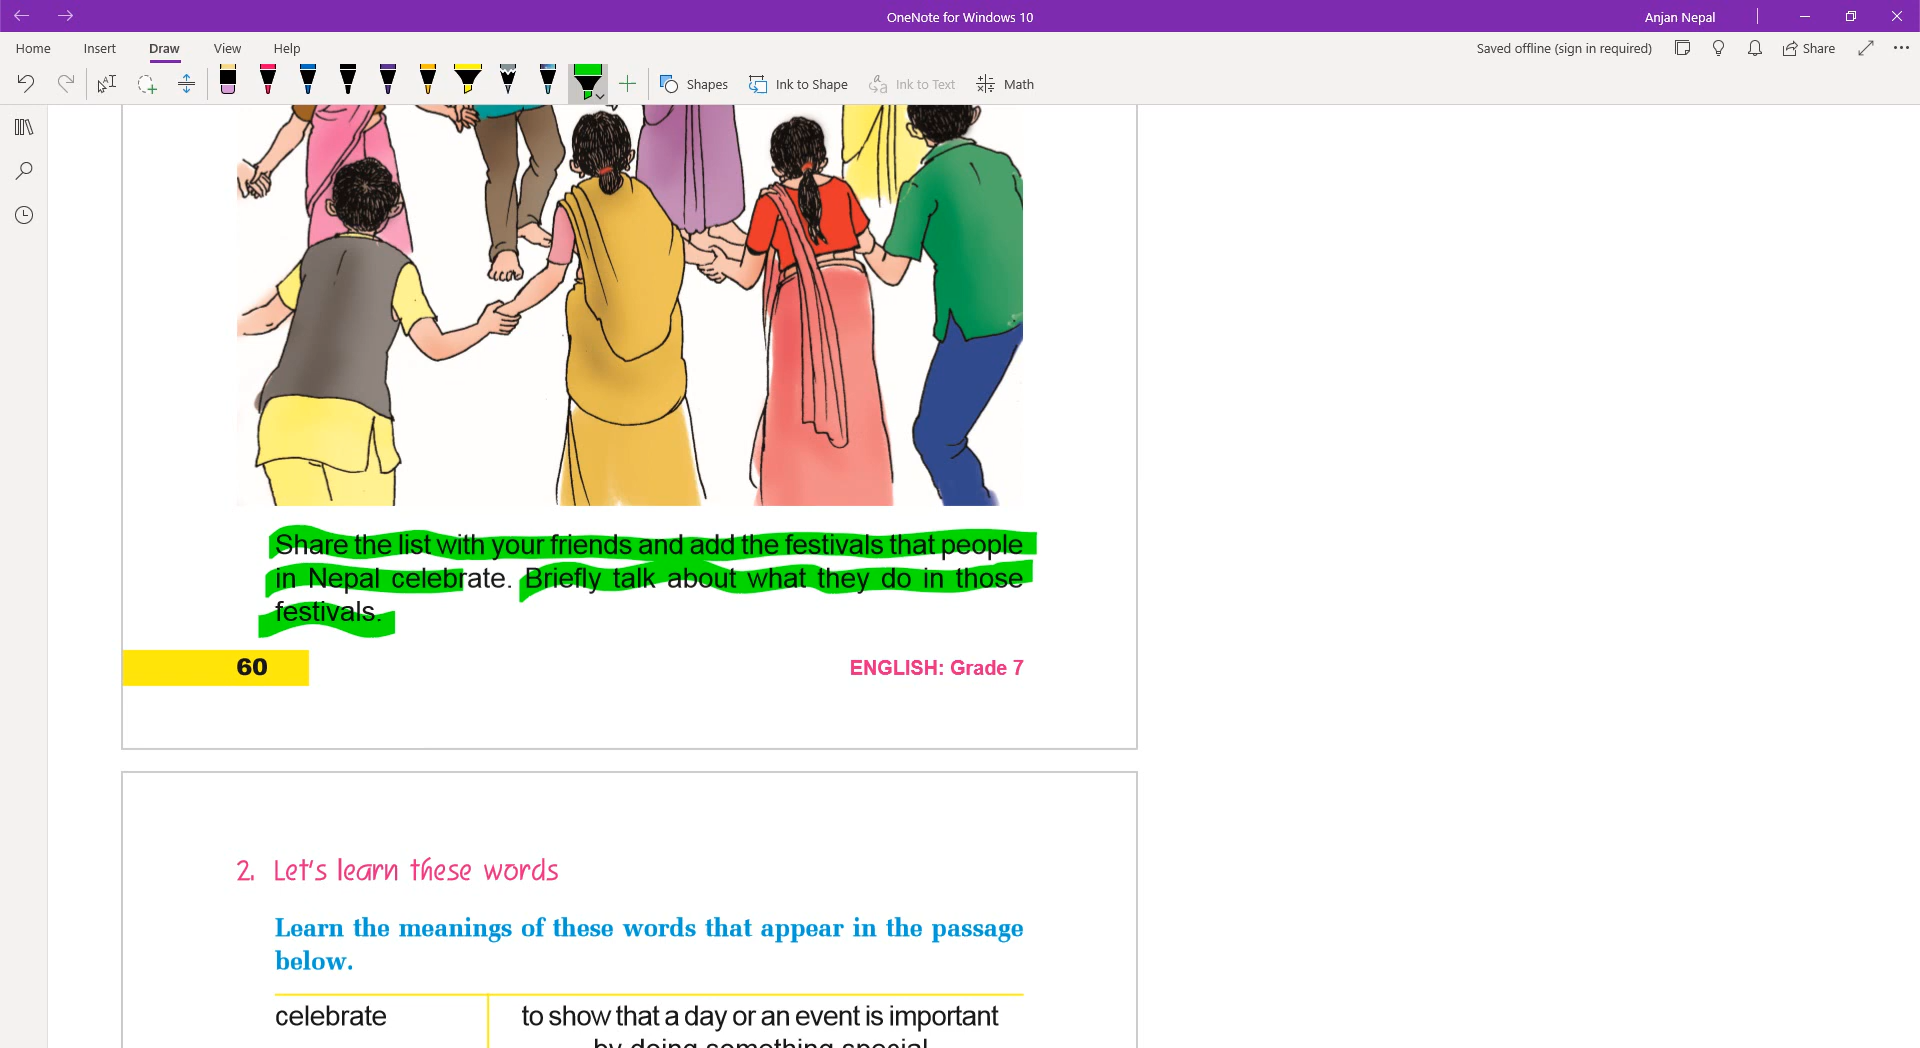 OneNote for Windows 10
Anjan Nepal
Home Insert Draw View Help
Saved offline (sign in required)
Share
Shapes
Ink to Shape
Ink to Text
Math
Share the list with your friends and add the festivals that people
in Nepal celebrate. Briefly talk about what they do in those
festivals.
60
ENGLISH: Grade 7
2. Let's learn these words
Learn the meanings of these words that appear in the passage
below.
celebrate
to show that a day or an event is important
by doing something special